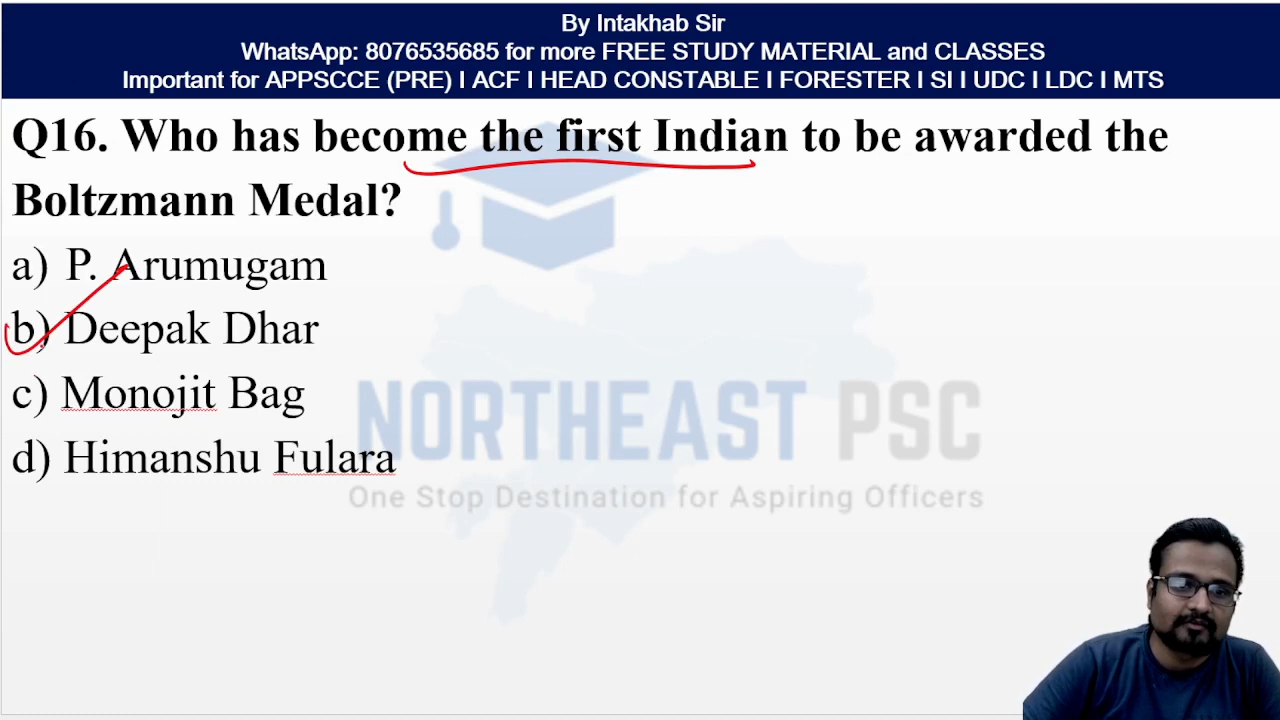 By Intakhab Sir
WhatsApp: 8076535685 for more FREE STUDY MATERIAL and CLASSES
Important for APPSCCE (PRE) I ACF I HEAD CONSTABLE I FORESTER I SI I UDC I LDC I MTS
Q16. Who has become the first Indian to be awarded the
Boltzmann Medal?
a) P. Arumugam
b) Deepak Dhar
c) Monojit Bag
d) Himanshu Fulara
NORTHEAST PSC
One Stop Destination for Aspiring Officers